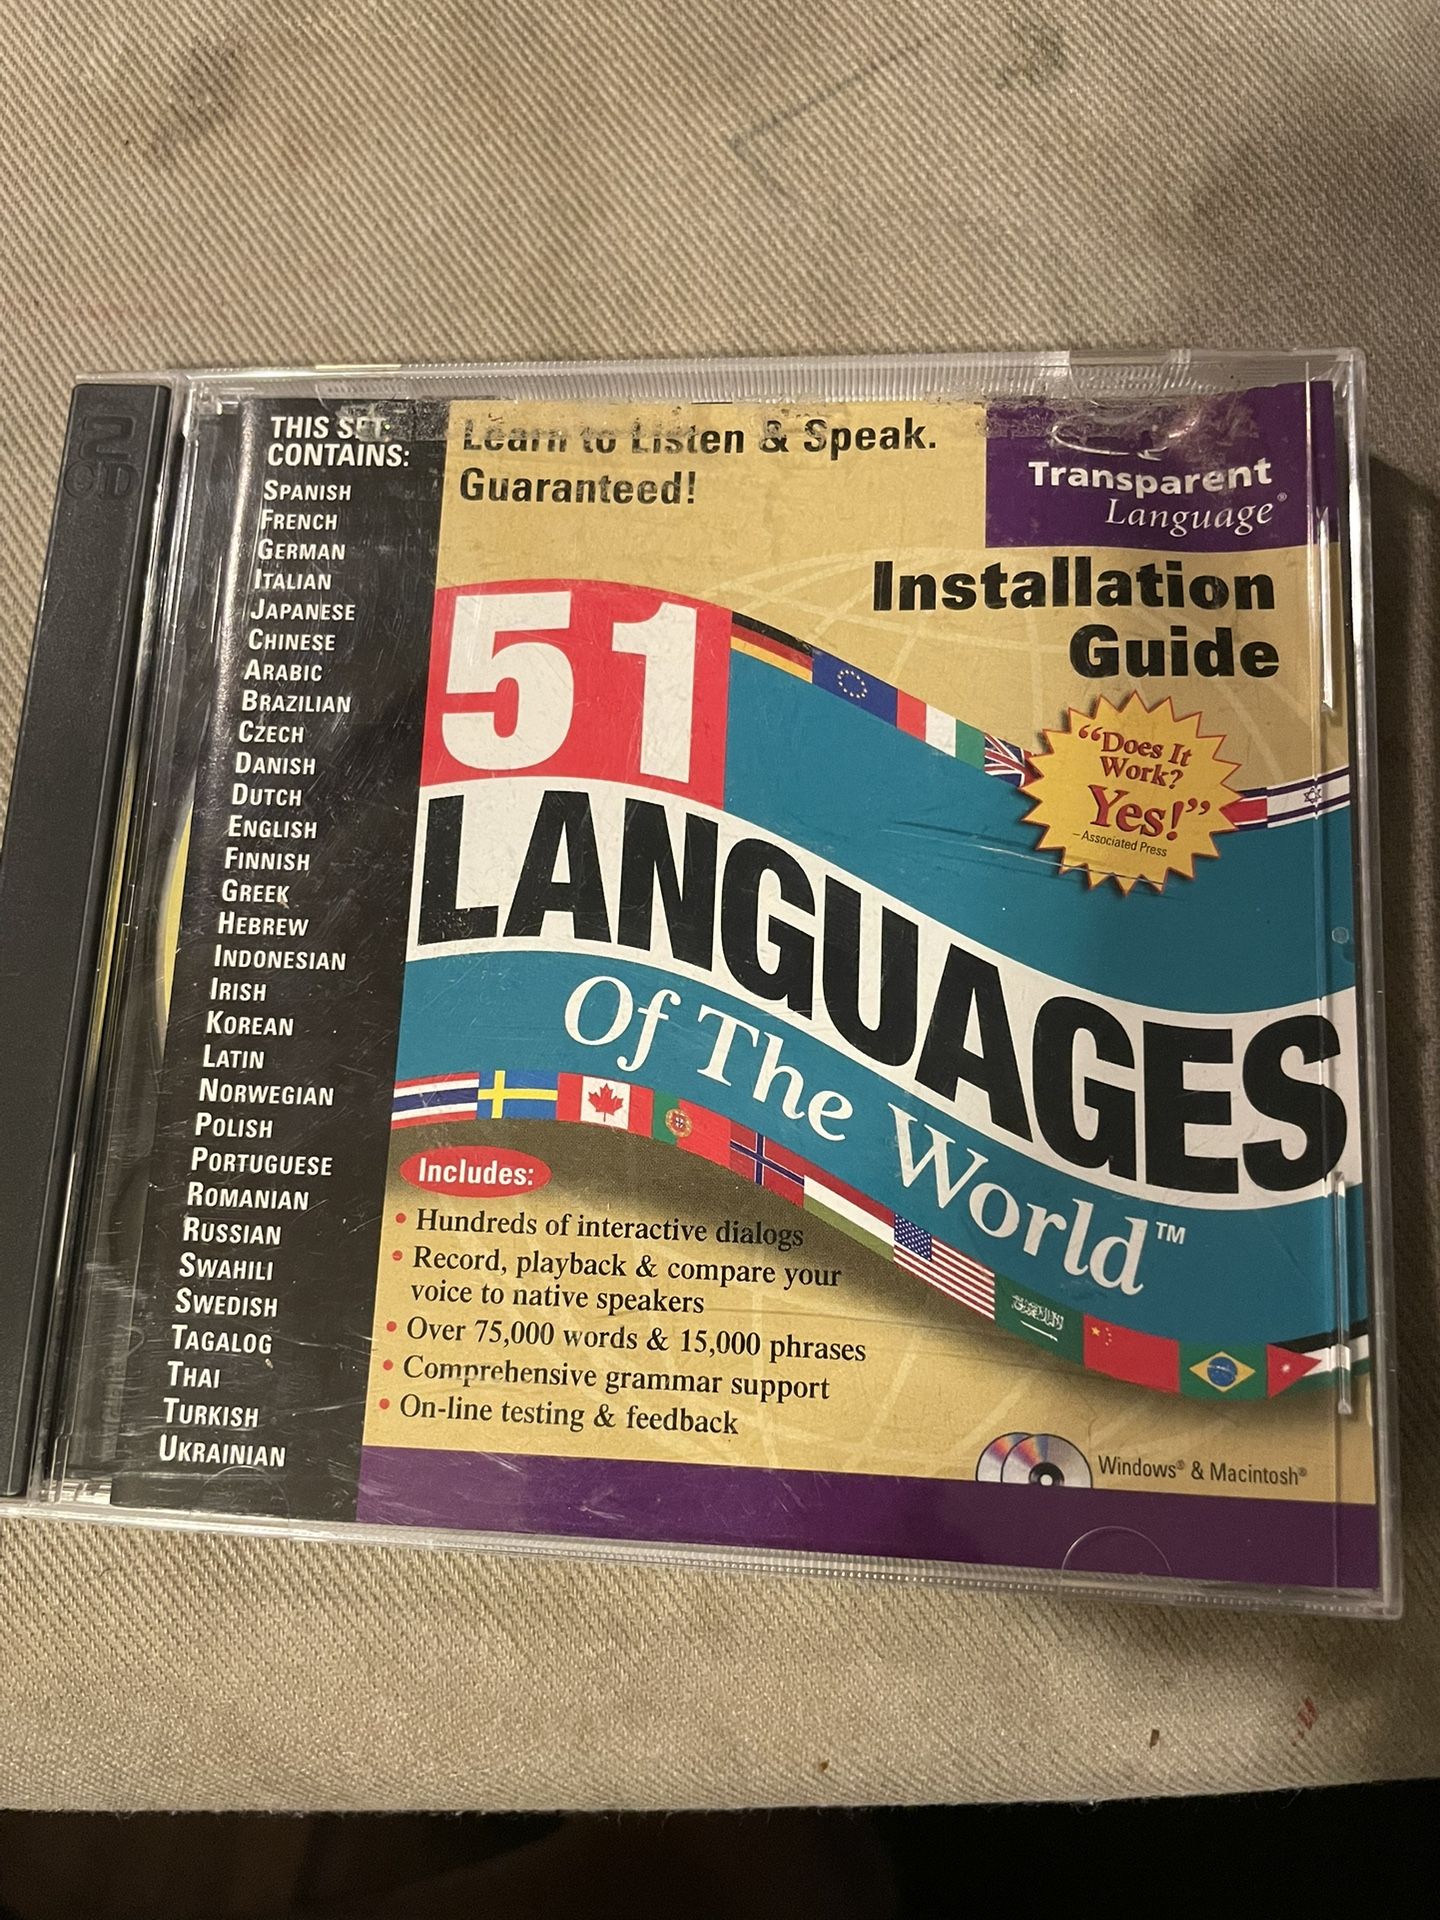 2
CD
THIS SET
CONTAINS:
SPANISH
FRENCH
GERMAN
ITALIAN
JAPANESE
CHINESE
ARABIC
BRAZILIAN
CZECH
DANISH
DUTCH
ENGLISH
FINNISH
GREEK
HEBREW
INDONESIAN
IRISH
KOREAN
LATIN
NORWEGIAN
POLISH
PORTUGUESE
ROMANIAN
RUSSIAN
SWAHILI
SWEDISH
TAGALOG
THAI
TURKISH
UKRAINIAN
Learn to Listen & Speak.
Guaranteed!
Transparent
Language®
Installation
Guide
"Does It
Work?
Yes!"
–Associated Press
51
LANGUAGES
Of The World™
Includes:
• Hundreds of interactive dialogs
• Record, playback & compare your
voice to native speakers
• Over 75,000 words & 15,000 phrases
• Comprehensive grammar support
• On-line testing & feedback
Windows® & Macintosh®